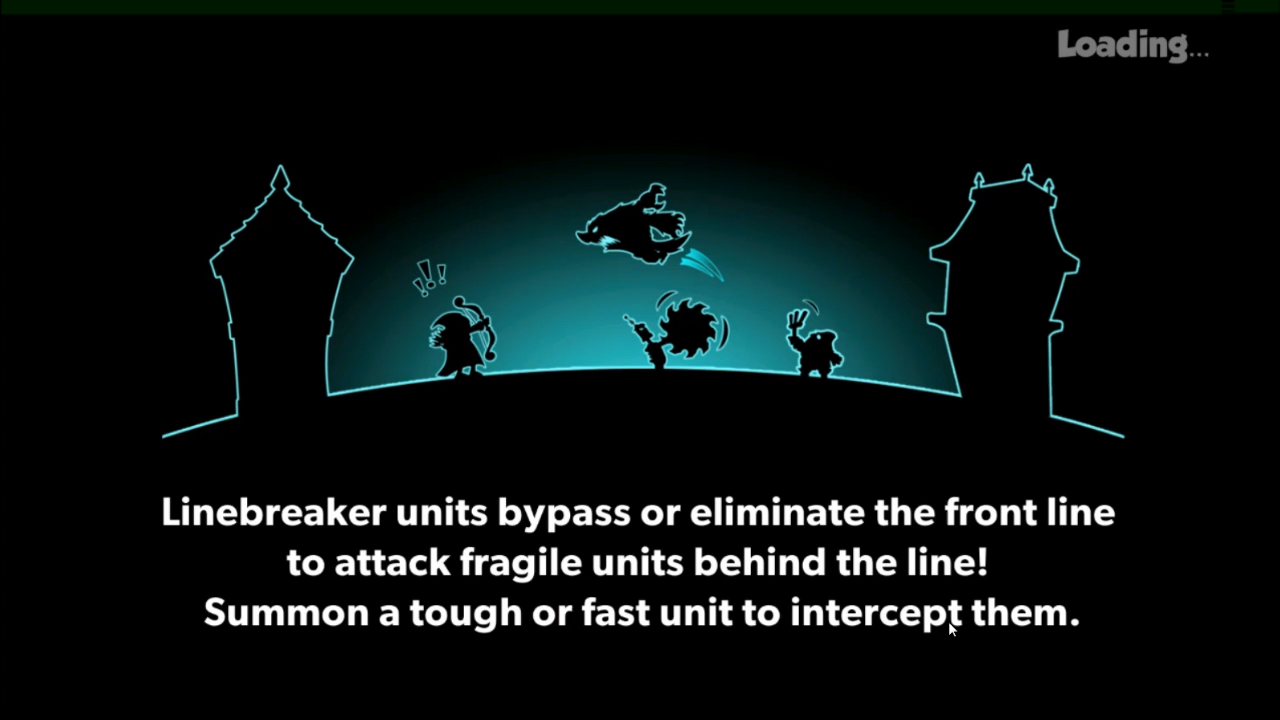 Loading...
!!!
Linebreaker units bypass or eliminate the front line
to attack fragile units behind the line!
Summon a tough or fast unit to intercept them.